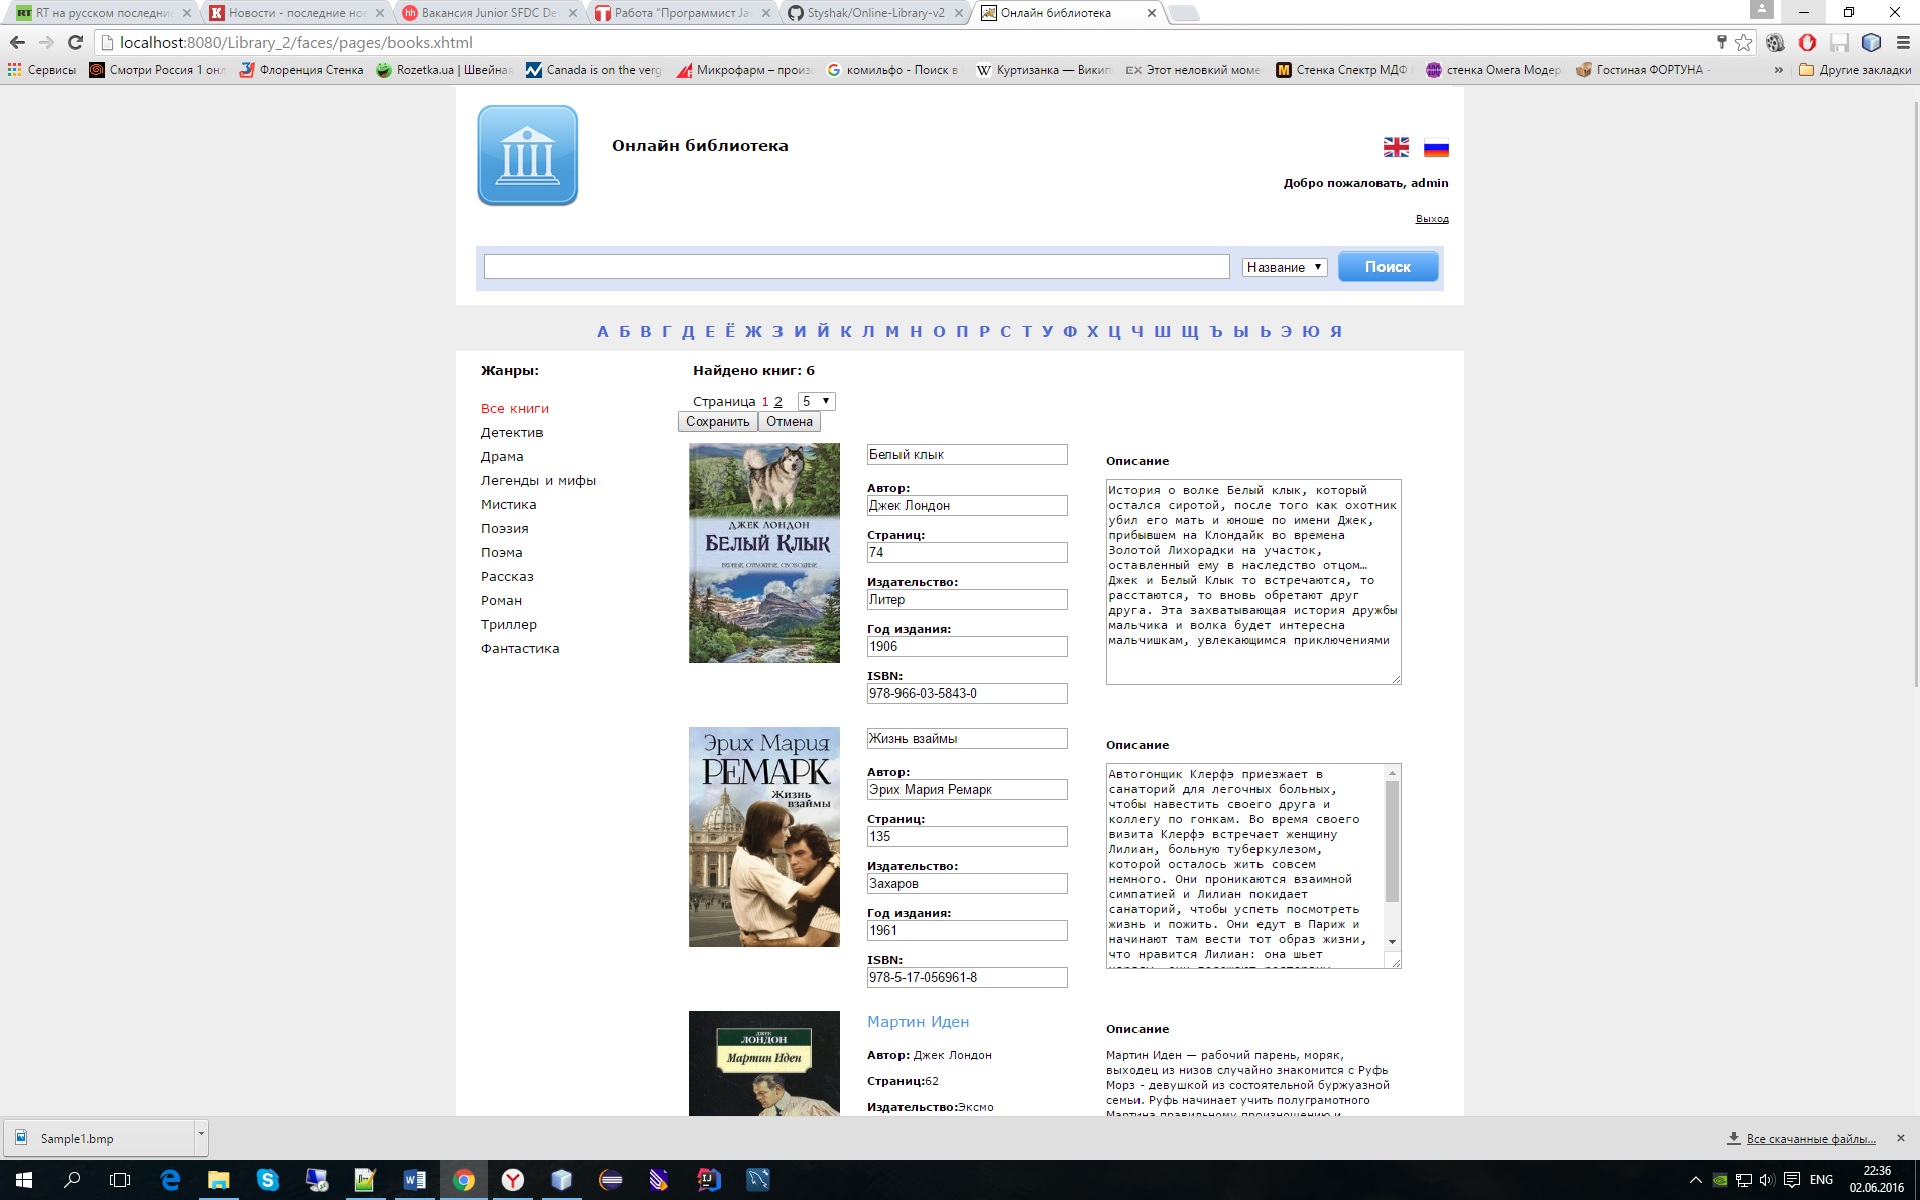 RT на русском последние
Новости - последние нов
Вакансия Junior SFDC De
Работа "Программист Jav
Styshak/Online-Library-v2
Онлайн библиотека
localhost:8080/Library_2/faces/pages/books.xhtml
Сервисы
Смотри Россия 1 онл
Флоренция Стенка
Rozetka.ua | Швейна
Canada is on the verg
Микрофарм – произ
комильфо - Поиск в
Куртизанка — Викип
Этот неловкий моме
Стенка Спектр МДФ
стенка Омега Модер
Гостиная ФОРТУНА -
Другие закладки
Онлайн библиотека
Добро пожаловать, admin
Выход
Название
Поиск
А Б В Г Д Е Ё Ж З И Й К Л М Н О П Р С Т У Ф Х Ц Ч Ш Щ Ъ Ы Ь Э Ю Я
Жанры:
Все книги
Детектив
Драма
Легенды и мифы
Мистика
Поэзия
Поэма
Рассказ
Роман
Триллер
Фантастика
Найдено книг: 6
Страница 1 2 5
Сохранить Отмена
ДЖЕК ЛОНДОН
БЕЛЫЙ КЛЫК
Белый клык
Автор:
Джек Лондон
Страниц:
74
Издательство:
Литер
Год издания:
1906
ISBN:
978-966-03-5843-0
Описание
История о волке Белый клык, который
остался сиротой, после того как охотник
убил его мать и юноше по имени Джек,
прибывшем на Клондайк во времена
Золотой Лихорадки на участок,
оставленный ему в наследство отцом…
Джек и Белый Клык то встречаются, то
расстаются, то вновь обретают друг
друга. Эта захватывающая история дружбы
мальчика и волка будет интересна
мальчишкам, увлекающимся приключениями
Эрих Мария
РЕМАРК
Жизнь
взаймы
Жизнь взаймы
Автор:
Эрих Мария Ремарк
Страниц:
135
Издательство:
Захаров
Год издания:
1961
ISBN:
978-5-17-056961-8
Описание
Автогонщик Клерфэ приезжает в
санаторий для легочных больных,
чтобы навестить своего друга и
коллегу по гонкам. Во время своего
визита Клерфэ встречает женщину
Лилиан, больную туберкулезом,
которой осталось жить совсем
немного. Они проникаются взаимной
симпатией и Лилиан покидает
санаторий, чтобы успеть посмотреть
жизнь и пожить. Они едут в Париж и
начинают там вести тот образ жизни,
что нравится Лилиан: она шьет
ДЖЕК
ЛОНДОН
Мартин Иден
Мартин Иден
Автор: Джек Лондон
Страниц:62
Издательство:Эксмо
Описание
Мартин Иден — рабочий парень, моряк,
выходец из низов случайно знакомится с Руфь
Морз - девушкой из состоятельной буржуазной
семьи. Руфь начинает учить полуграмотного
Мартина правильному произношению и
Sample1.bmp
Все скачанные файлы...
ENG
22:36
02.06.2016